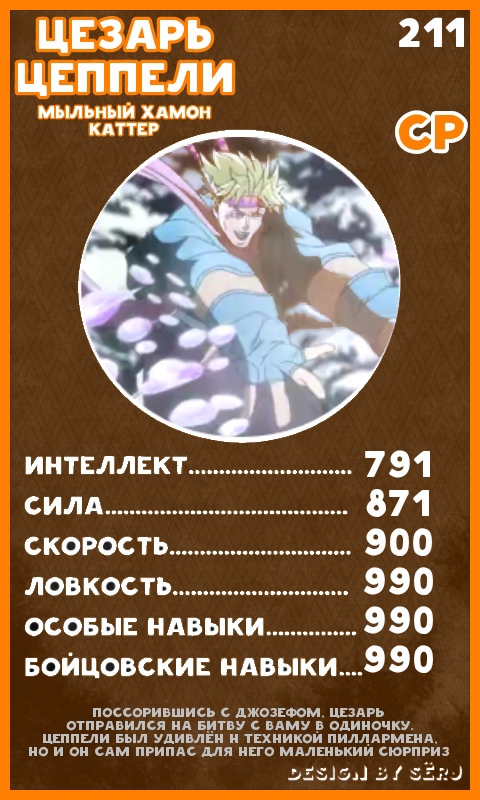 ЦЕЗАРЬ
ЦЕППЕЛИ
МЫЛЬНЫЙ ХАМОН
КАТТЕР
211
СР
ИНТЕЛЛЕКТ.......................................... 791
СИЛА............................................................... 871
СКОРОСТЬ............................................... 900
ЛОВКОСТЬ.............................................. 990
ОСОБЫЕ НАВЫКИ....................... 990
БОЙЦОВСКИЕ НАВЫКИ.... 990
ПОССОРИВШИСЬ С ДЖОЗЕФОМ, ЦЕЗАРЬ
ОТПРАВИЛСЯ НА БИТВУ С ВАМУ В ОДИНОЧКУ.
ЦЕППЕЛИ БЫЛ УДИВЛЁН Н ТЕХНИКОЙ ПИЛЛАРМЕНА,
НО И ОН САМ ПРИПАС ДЛЯ НЕГО МАЛЕНЬКИЙ СЮРПРИЗ
DESIGN BY SЁRJ